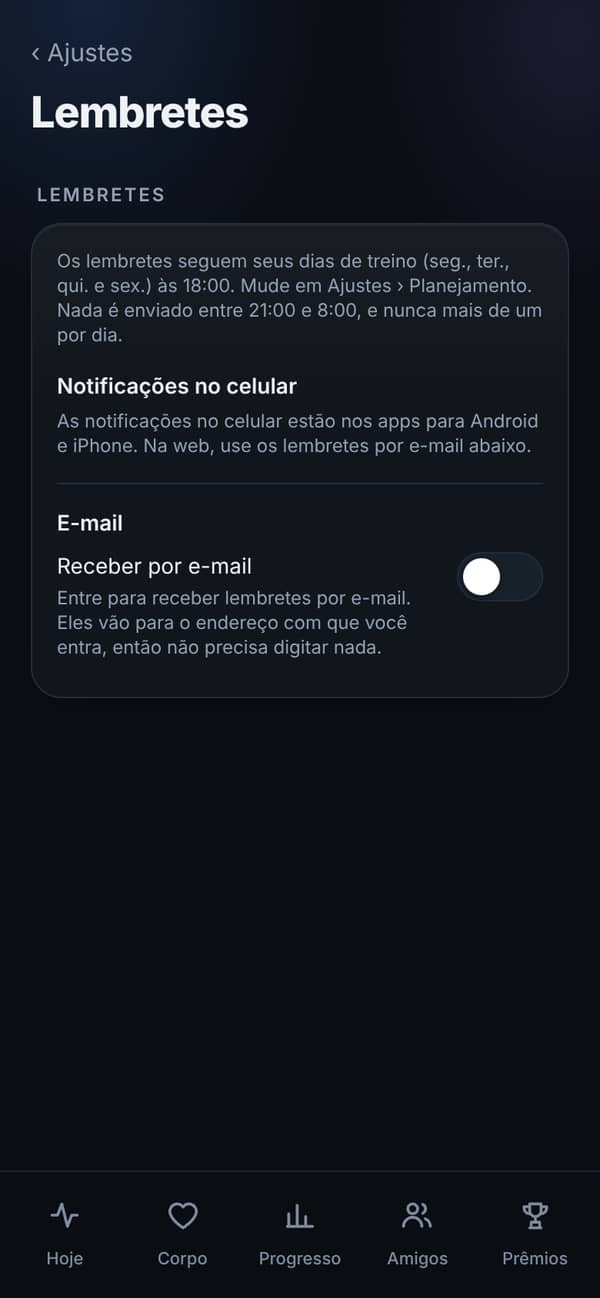 ‹ Ajustes
Lembretes
LEMBRETES
Os lembretes seguem seus dias de treino (seg., ter.,
qui. e sex.) às 18:00. Mude em Ajustes › Planejamento.
Nada é enviado entre 21:00 e 8:00, e nunca mais de um
por dia.
Notificações no celular
As notificações no celular estão nos apps para Android
e iPhone. Na web, use os lembretes por e-mail abaixo.
E-mail
Receber por e-mail
Entre para receber lembretes por e-mail.
Eles vão para o endereço com que você
entra, então não precisa digitar nada.
Hoje
Corpo
Progresso
Amigos
Prêmios